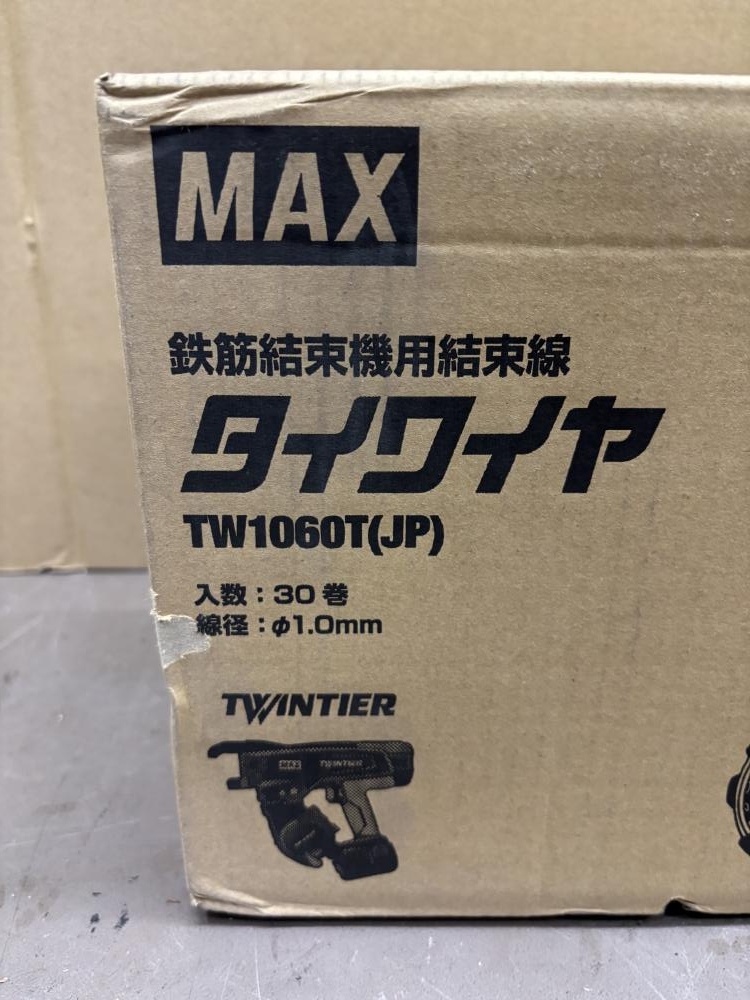 MAX
鉄筋結束機用結束線
タイワイヤ
TW1060T(JP)
入数：30 巻
線径：φ1.0mm
TWINTIER
MAX
TWINTIER